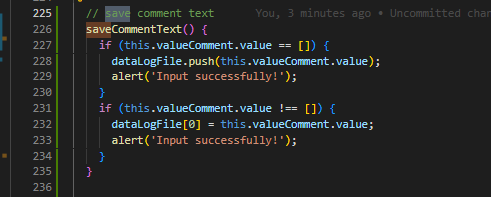 225 // save comment text You, 3 minutes ago • Uncommitted char
226 saveCommentText() {
227 if (this.valueComment.value == []) {
228 dataLogFile.push(this.valueComment.value);
229 alert('Input successfully!');
230 }
231 if (this.valueComment.value !== []) {
232 dataLogFile[0] = this.valueComment.value;
233 alert('Input successfully!');
234 }
235 }
236